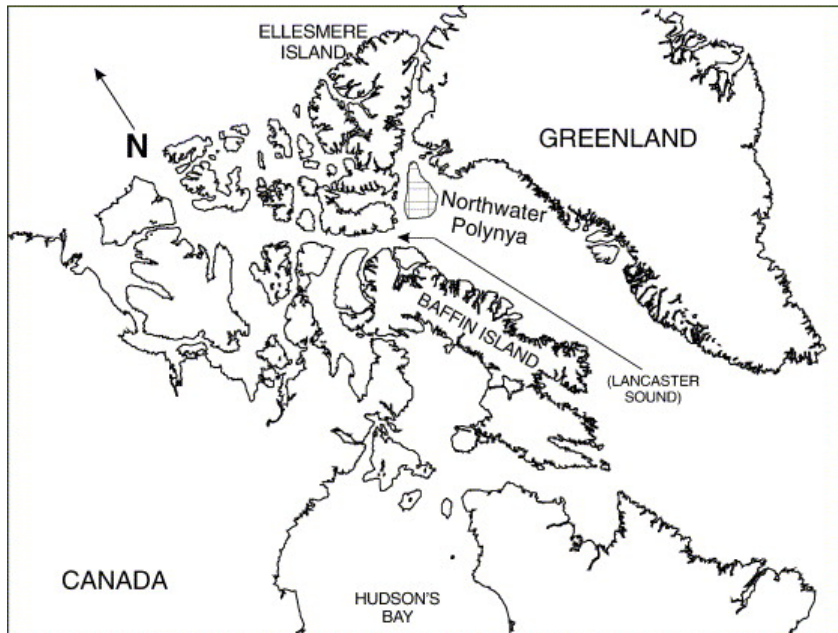 ELLESMERE
ISLAND
N
GREENLAND
Northwater
Polynya
BAFFIN ISLAND
(LANCASTER
SOUND)
CANADA
HUDSON'S
BAY